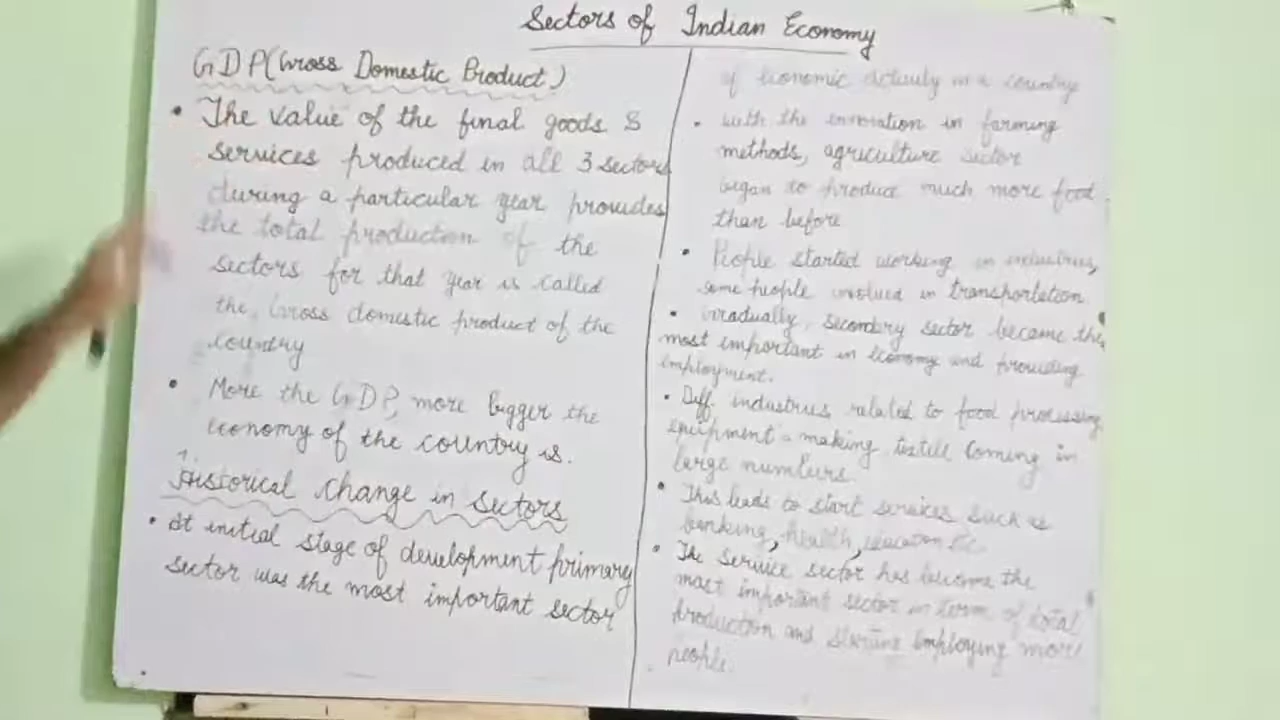 Sectors of Indian Economy
GDP (Gross Domestic Product)
• The value of the final goods &
services produced in all 3 sectors
during a particular year provides
the total production of the
sectors for that year is called
the Gross domestic product of the
country
• More the GDP, more bigger the
economy of the country is.
Historical change in sectors
• At initial stage of development primary
sector was the most important sector
of economic activity in a country
• with the innovation in farming
methods, agriculture sector
began to produce much more food
than before
• People started working in industries,
some people involved in transportation.
• Gradually, secondary sector became the
most important in economy and providing
employment.
• Diff. industries related to food processing,
equipment-making, textile coming in
large numbers.
• This leads to start services such as
banking, health, education etc.
• The service sector has become the
most important sector in term of total
production and started employing more
people.